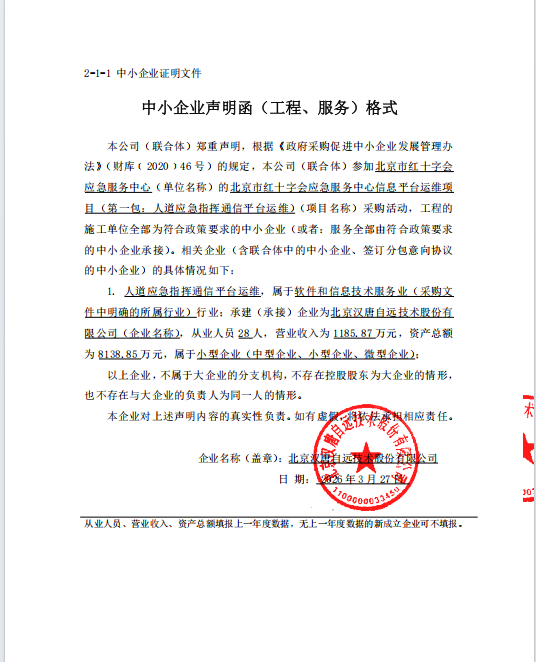 2-1-1 中小企业证明文件
中小企业声明函（工程、服务）格式
本公司（联合体）郑重声明，根据《政府采购促进中小企业发展管理办
法》（财库﹝2020﹞46号）的规定，本公司（联合体）参加北京市红十字会
应急服务中心（单位名称）的北京市红十字会应急服务中心信息平台运维项
目（第一包：人道应急指挥通信平台运维）（项目名称）采购活动，工程的
施工单位全部为符合政策要求的中小企业（或者：服务全部由符合政策要求
的中小企业承接）。相关企业（含联合体中的中小企业、签订分包意向协议
的中小企业）的具体情况如下：
1. 人道应急指挥通信平台运维，属于软件和信息技术服务业（采购文
件中明确的所属行业）行业；承建（承接）企业为北京汉唐自远技术股份有
限公司（企业名称），从业人员28人，营业收入为1185.87万元，资产总额
为8138.85万元，属于小型企业（中型企业、小型企业、微型企业）；
以上企业，不属于大企业的分支机构，不存在控股股东为大企业的情形，
也不存在与大企业的负责人为同一人的情形。
本企业对上述声明内容的真实性负责。如有虚假，将依法承担相应责任。
企业名称（盖章）：北京汉唐自远技术股份有限公司
日 期：2026年3月27日
北京汉唐自远技术股份有限公司
1100000033450
从业人员、营业收入、资产总额填报上一年度数据，无上一年度数据的新成立企业可不填报。